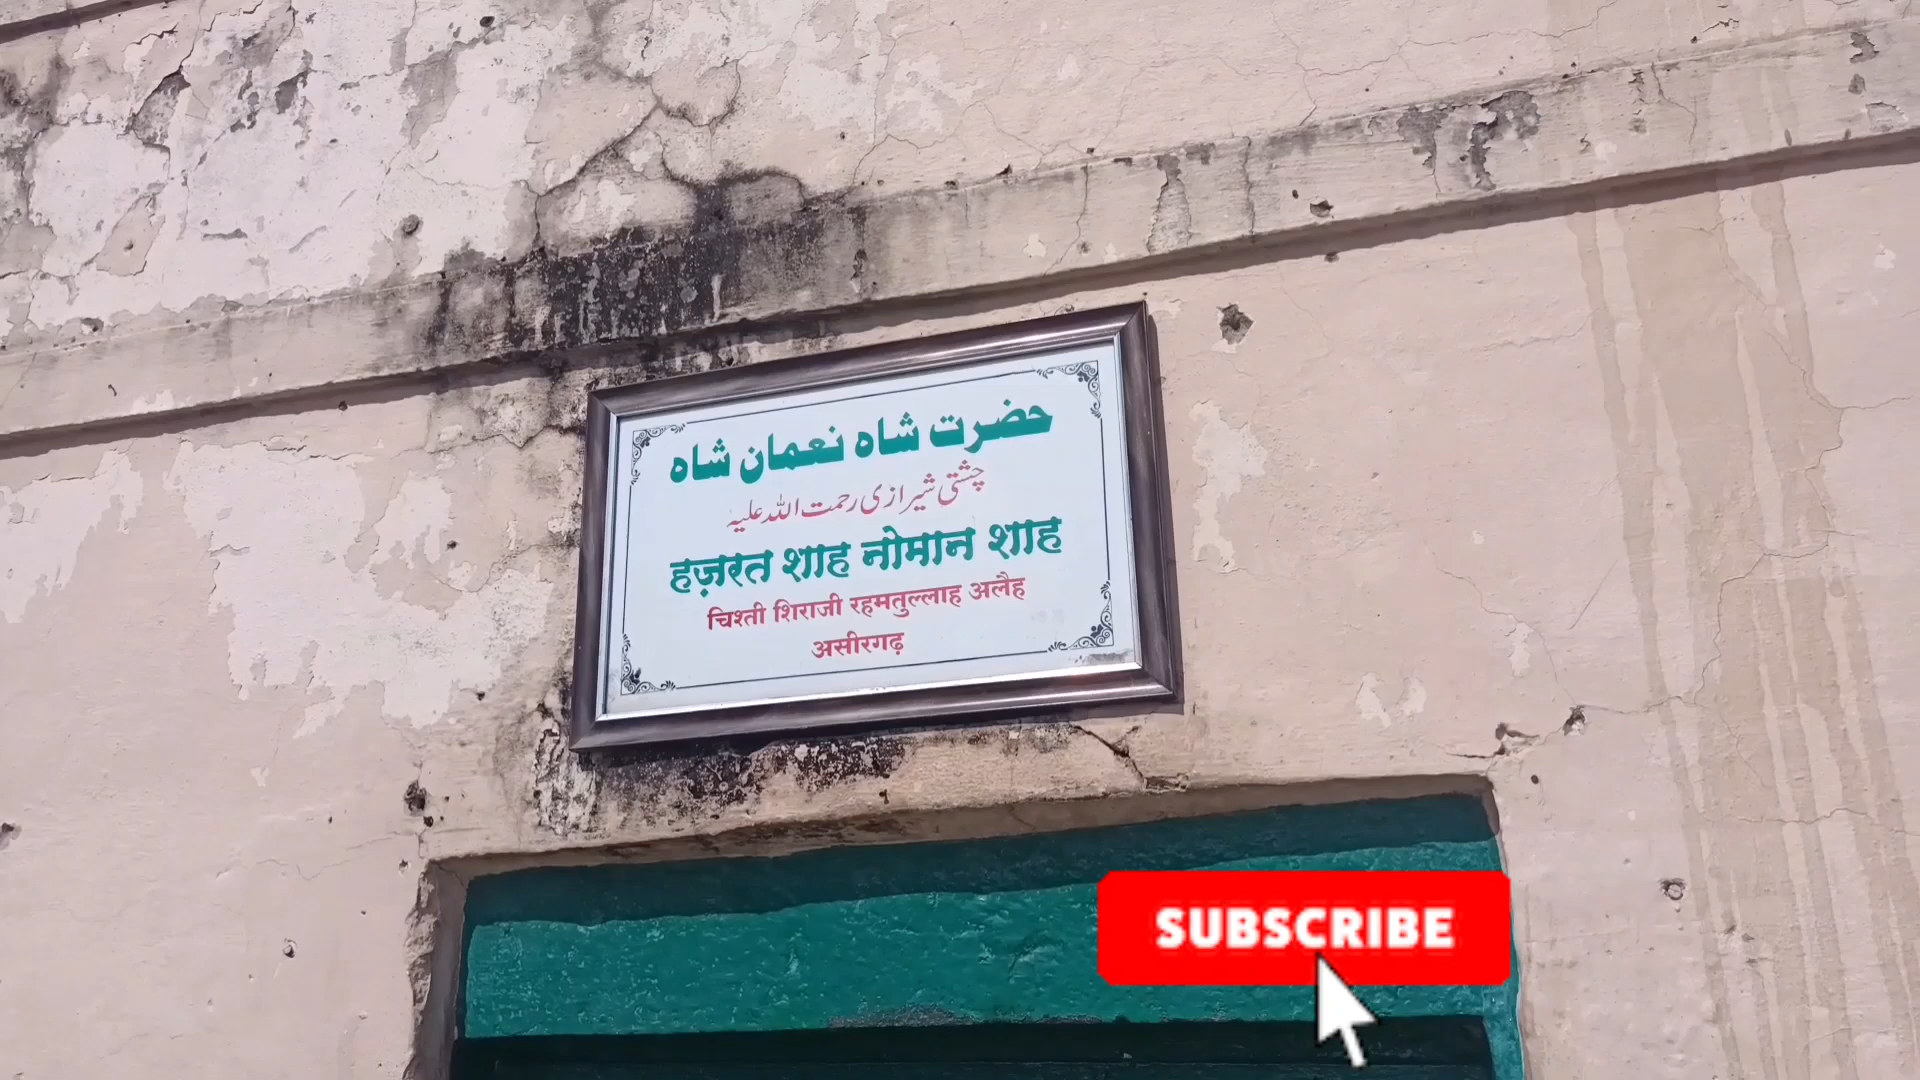 حضرت شاہ نعمان شاہ
چشتی شیرازی رحمت اللہ علیہ
हज़रत शाह नोमान शाह
चिश्ती शिराजी रहमतुल्लाह अलैह
असीरगढ़
SUBSCRIBE